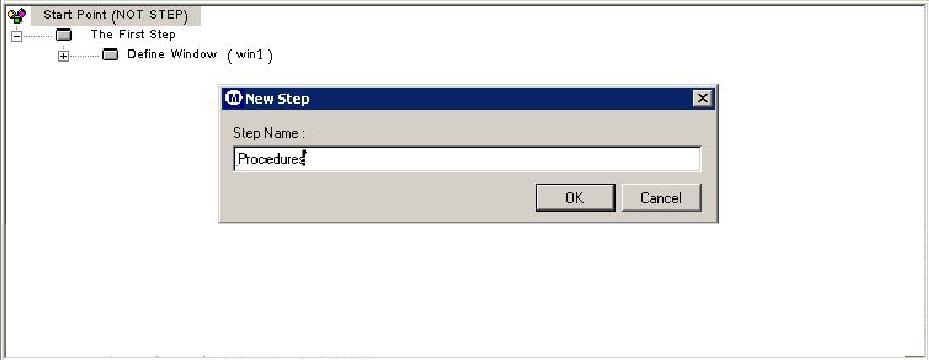 Start Point (NOT STEP)
The First Step
Define Window ( win1 )
M New Step
Step Name :
Procedures
OK Cancel